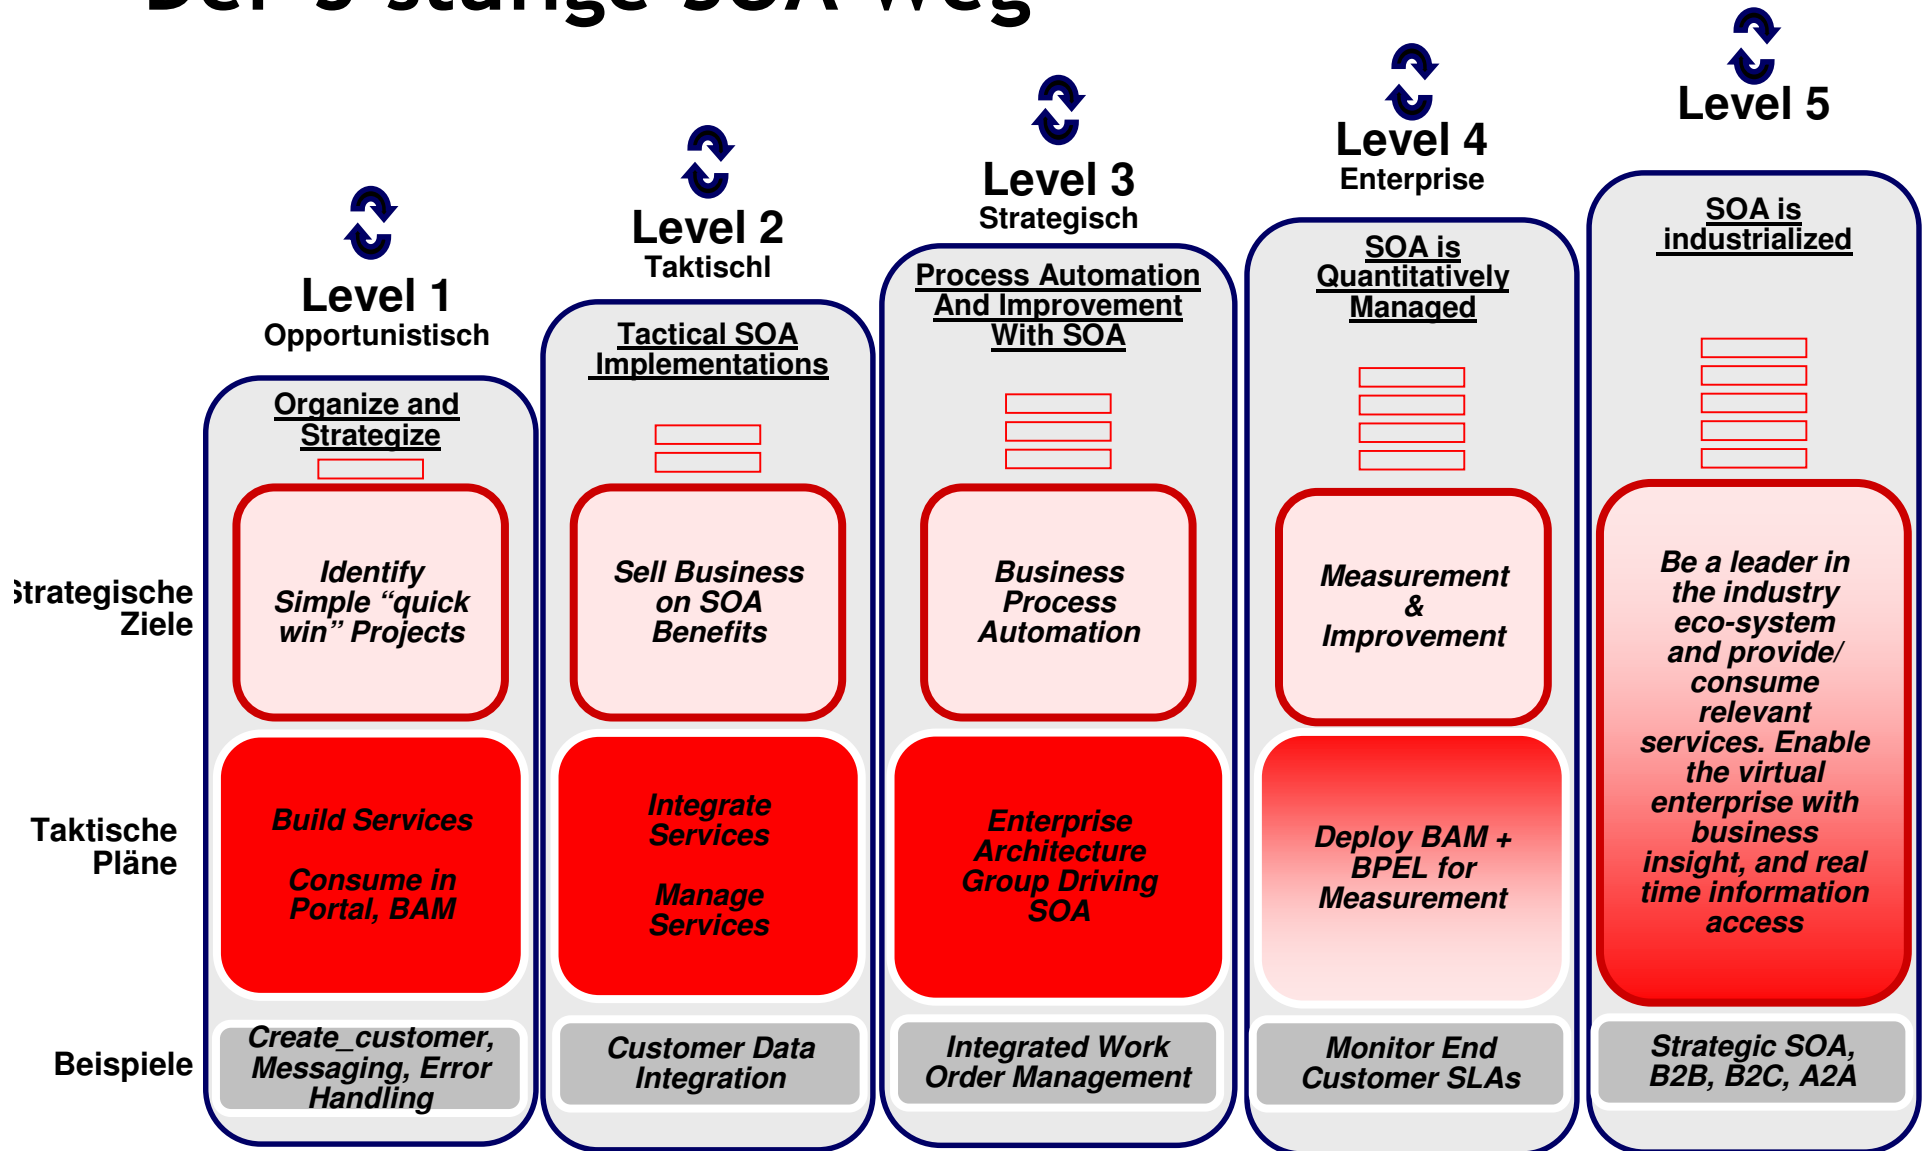 Der 5-stufige SOA Weg
Level 1
Opportunistisch
Organize and
Strategize
Level 2
Taktischl
Tactical SOA
Implementations
Level 3
Strategisch
Process Automation
And Improvement
With SOA
Level 4
Enterprise
SOA is
Quantitatively
Managed
Level 5
SOA is
industrialized
Strategische
Ziele
Identify
Simple “quick
win” Projects
Sell Business
on SOA
Benefits
Business
Process
Automation
Measurement
&
Improvement
Be a leader in
the industry
eco-system
and provide/
consume
relevant
services. Enable
the virtual
enterprise with
business
insight, and real
time information
access
Taktische
Pläne
Build Services
Consume in
Portal, BAM
Integrate
Services
Manage
Services
Enterprise
Architecture
Group Driving
SOA
Deploy BAM +
BPEL for
Measurement
Beispiele
Create_customer,
Messaging, Error
Handling
Customer Data
Integration
Integrated Work
Order Management
Monitor End
Customer SLAs
Strategic SOA,
B2B, B2C, A2A